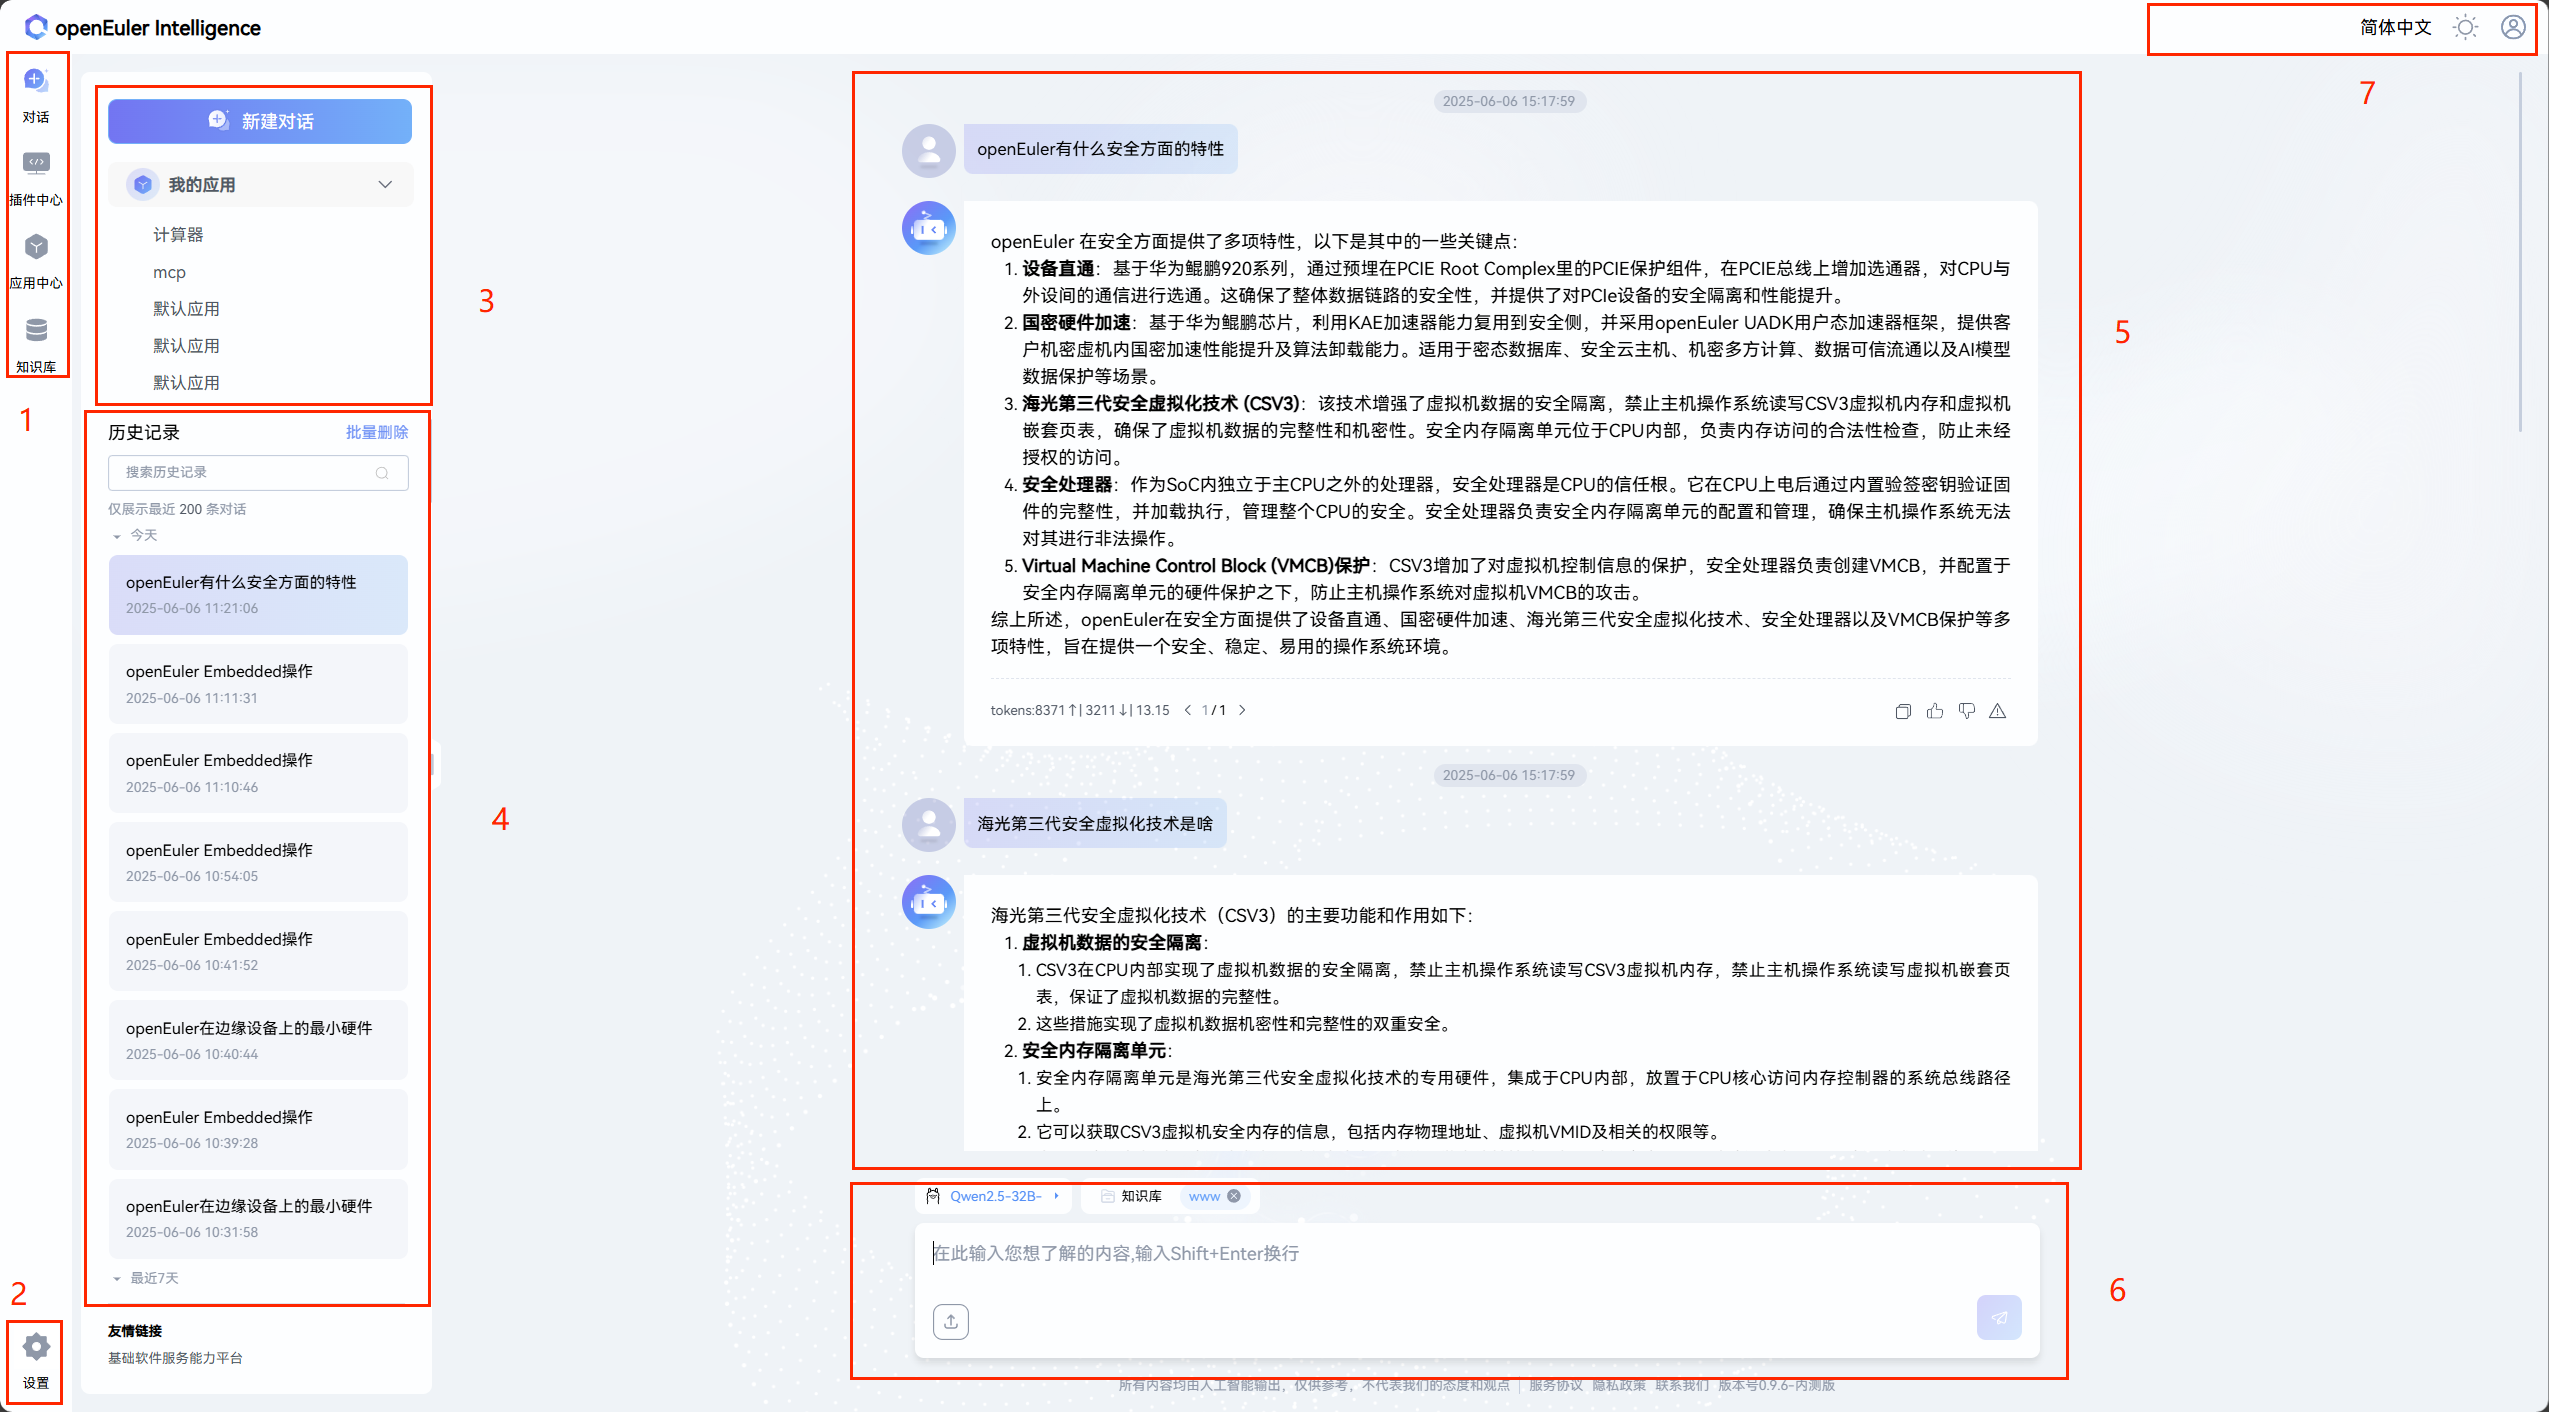 openEuler Intelligence
简体中文
7
对话
插件中心
应用中心
知识库
1
2
设置
新建对话
我的应用
计算器
mcp
默认应用
默认应用
默认应用
3
历史记录
批量删除
搜索历史记录
仅展示最近 200 条对话
今天
openEuler有什么安全方面的特性
2025-06-06 11:21:06
openEuler Embedded操作
2025-06-06 11:11:31
openEuler Embedded操作
2025-06-06 11:10:46
openEuler Embedded操作
2025-06-06 10:54:05
openEuler Embedded操作
2025-06-06 10:41:52
openEuler在边缘设备上的最小硬件
2025-06-06 10:40:44
openEuler Embedded操作
2025-06-06 10:39:28
openEuler在边缘设备上的最小硬件
2025-06-06 10:31:58
最近7天
4
友情链接
基础软件服务能力平台
2025-06-06 15:17:59
openEuler有什么安全方面的特性
openEuler 在安全方面提供了多项特性，以下是其中的一些关键点：
1. 设备直通：基于华为鲲鹏920系列，通过预埋在PCIE Root Complex里的PCIE保护组件，在PCIE总线上增加选通器，对CPU与
外设间的通信进行选通。这确保了整体数据链路的安全性，并提供了对PCIe设备的安全隔离和性能提升。
2. 国密硬件加速：基于华为鲲鹏芯片，利用KAE加速器能力复用到安全侧，并采用openEuler UADK用户态加速器框架，提供客
户机密虚机内国密加速性能提升及算法卸载能力。适用于密态数据库、安全云主机、机密多方计算、数据可信流通以及AI模型
数据保护等场景。
3. 海光第三代安全虚拟化技术 (CSV3)：该技术增强了虚拟机数据的安全隔离，禁止主机操作系统读写CSV3虚拟机内存和虚拟机
嵌套页表，确保了虚拟机数据的完整性和机密性。安全内存隔离单元位于CPU内部，负责内存访问的合法性检查，防止未经
授权的访问。
4. 安全处理器：作为SoC内独立于主CPU之外的处理器，安全处理器是CPU的信任根。它在CPU上电后通过内置验签密钥验证固
件的完整性，并加载执行，管理整个CPU的安全。安全处理器负责安全内存隔离单元的配置和管理，确保主机操作系统无法
对其进行非法操作。
5. Virtual Machine Control Block (VMCB)保护：CSV3增加了对虚拟机控制信息的保护，安全处理器负责创建VMCB，并配置于
安全内存隔离单元的硬件保护之下，防止主机操作系统对虚拟机VMCB的攻击。
综上所述，openEuler在安全方面提供了设备直通、国密硬件加速、海光第三代安全虚拟化技术、安全处理器以及VMCB保护等多
项特性，旨在提供一个安全、稳定、易用的操作系统环境。
tokens:8371↑| 3211↓| 13.15 1/1
5
2025-06-06 15:17:59
海光第三代安全虚拟化技术是啥
海光第三代安全虚拟化技术（CSV3）的主要功能和作用如下：
1. 虚拟机数据的安全隔离：
1. CSV3在CPU内部实现了虚拟机数据的安全隔离，禁止主机操作系统读写CSV3虚拟机内存，禁止主机操作系统读写虚拟机嵌套页
表，保证了虚拟机数据的完整性。
2. 这些措施实现了虚拟机数据机密性和完整性的双重安全。
2. 安全内存隔离单元：
1. 安全内存隔离单元是海光第三代安全虚拟化技术的专用硬件，集成于CPU内部，放置于CPU核心访问内存控制器的系统总线路径
上。
2. 它可以获取CSV3虚拟机安全内存的信息，包括内存物理地址、虚拟机VMID及相关的权限等。
Qwen2.5-32B- 知识库 www
在此输入您想了解的内容,输入Shift+Enter换行
6
所有内容均由人工智能输出，仅供参考，不代表我们的态度和观点 | 服务协议 隐私政策 联系我们 版本号0.9.6-内测版